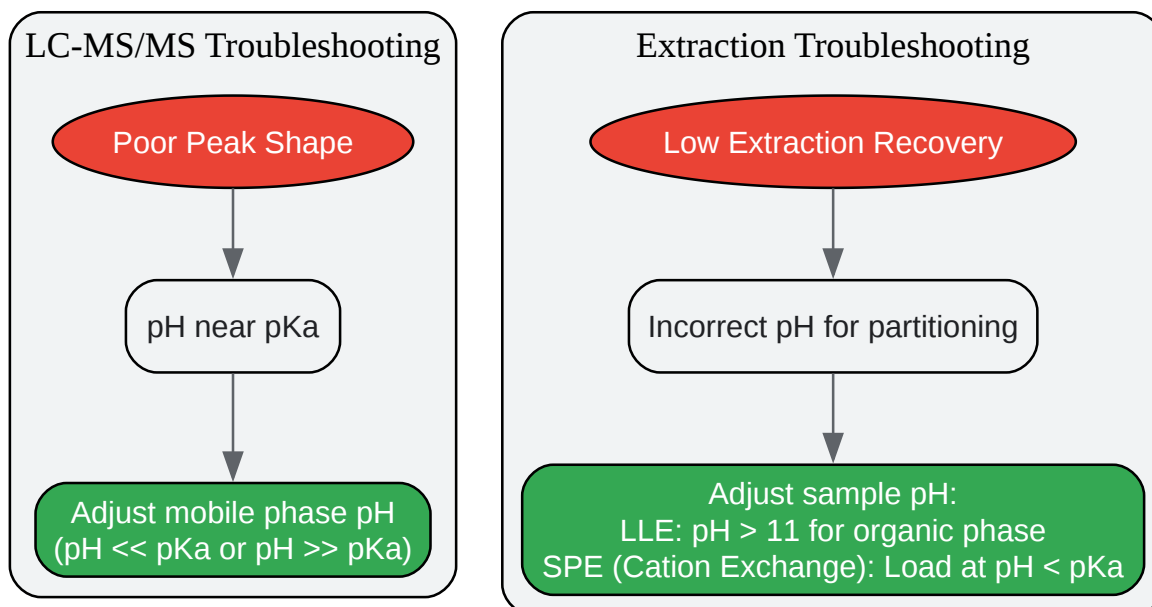 LC-MS/MS Troubleshooting
Poor Peak Shape
pH near pKa
Adjust mobile phase pH
(pH << pKa or pH >> pKa)
Extraction Troubleshooting
Low Extraction Recovery
Incorrect pH for partitioning
Adjust sample pH:
LLE: pH > 11 for organic phase
SPE (Cation Exchange): Load at pH < pKa